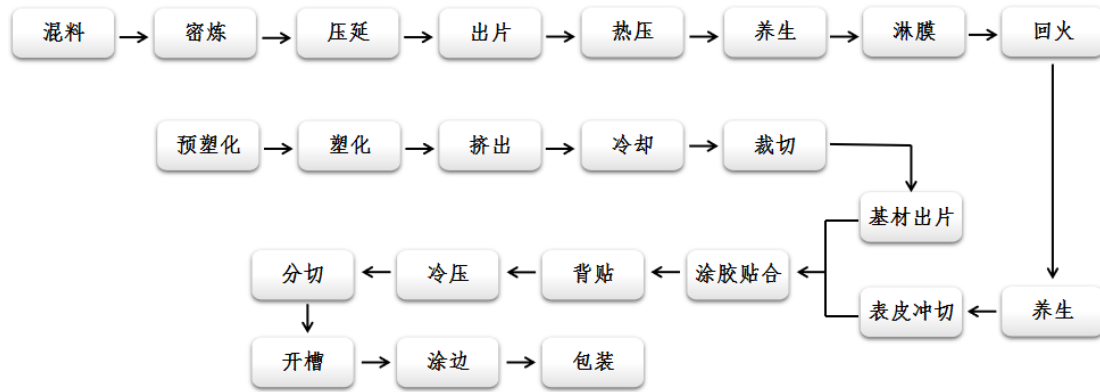 混料
密炼
压延
出片
热压
养生
淋膜
回火
预塑化
塑化
挤出
冷却
裁切
基材出片
分切
冷压
背贴
涂胶贴合
表皮冲切
养生
开槽
涂边
包装